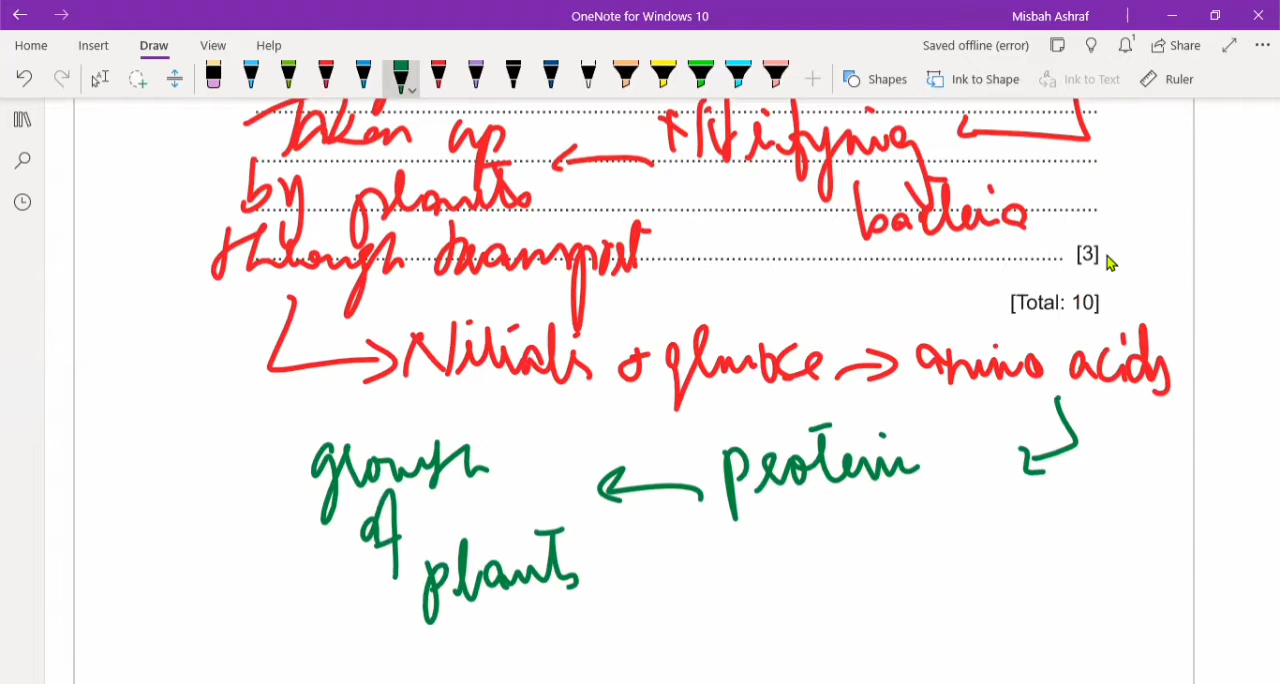 OneNote for Windows 10
Misbah Ashraf
Home Insert Draw View Help
Saved offline (error)
1
Share
Shapes
Ink to Shape
Ink to Text
Ruler
Taken up
Nitifying
by plants
bacteria
through transport
[3]
[Total: 10]
+ glucose → amino acids
growth
protein
of
plants